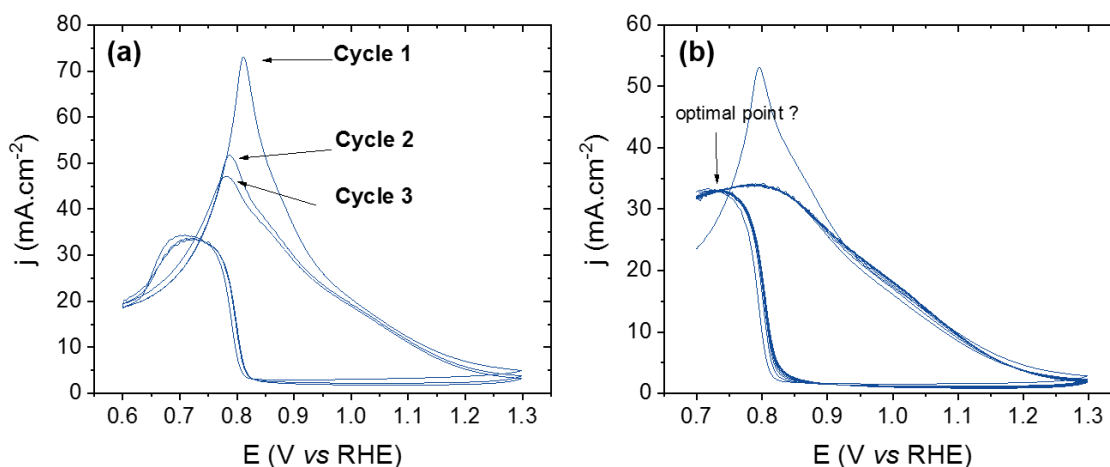 (a)
Cycle 1
Cycle 2
Cycle 3
80
70
60
50
40
30
20
10
0
0.6 0.7 0.8 0.9 1.0 1.1 1.2 1.3
j (mA.cm-2)
E (V vs RHE)
(b)
optimal point ?
60
50
40
30
20
10
0
0.7 0.8 0.9 1.0 1.1 1.2 1.3
j (mA.cm-2)
E (V vs RHE)